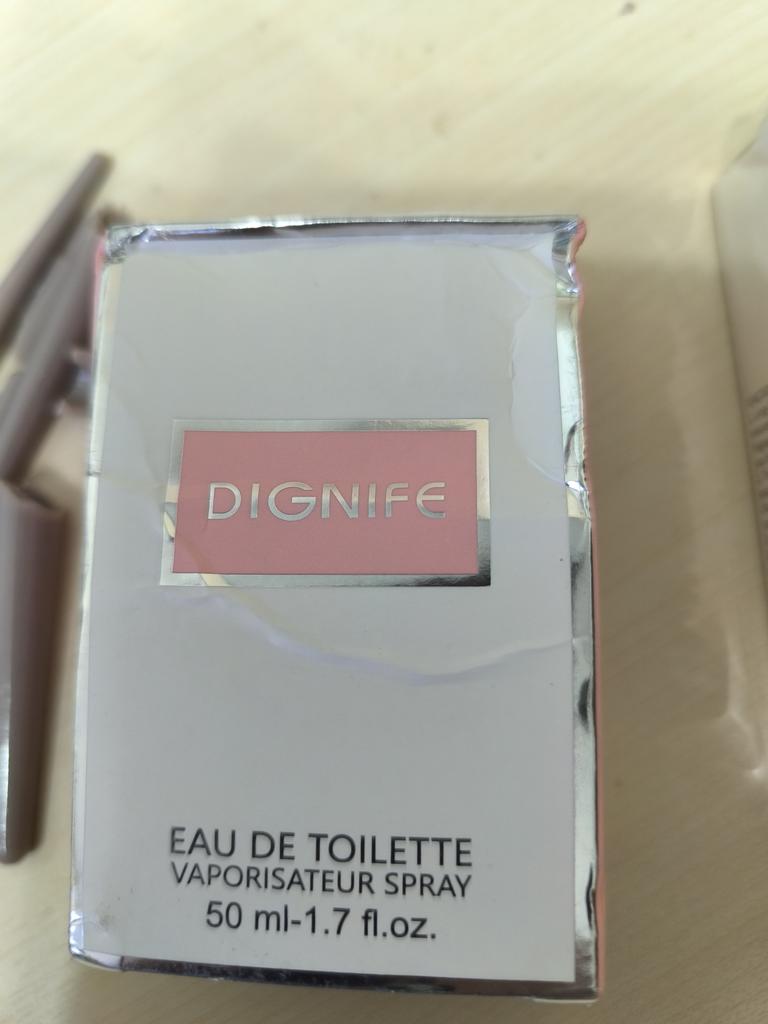 DIGNIFE
EAU DE TOILETTE
VAPORISATEUR SPRAY
50 ml-1.7 fl.oz.